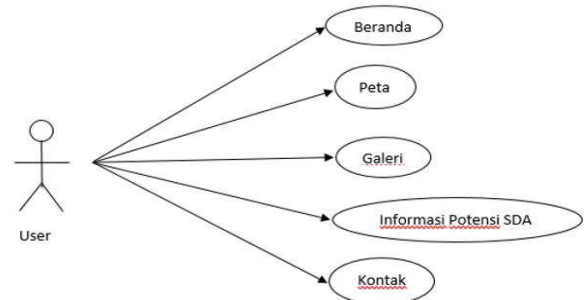 Beranda
Peta
Galeri
Informasi Potensi SDA
User
Kontak